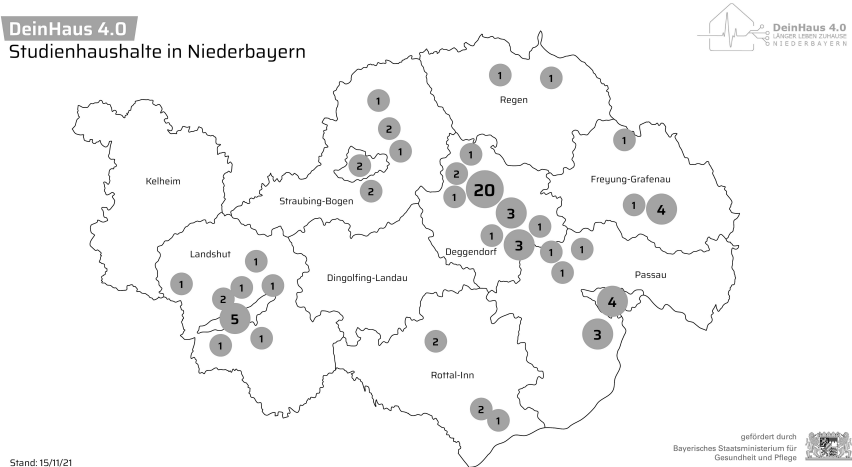 DeinHaus 4.0
Studienhaushalte in Niederbayern
DeinHaus 4.0
LÄNGER LEBEN ZUHAUSE
NIEDERBAYERN
1
1
Regen
1
2
1
2
2
Straubing-Bogen
Kelheim
1
2
1
20
3
1
1
3
Deggendorf
1
Freyung-Grafenau
1
4
1
1
1
Passau
4
3
Landshut
1
1
1
1
2
5
1
1
Dingolfing-Landau
2
Rottal-Inn
2
1
Stand: 15/11/21
gefördert durch
Bayerisches Staatsministerium für
Gesundheit und Pflege